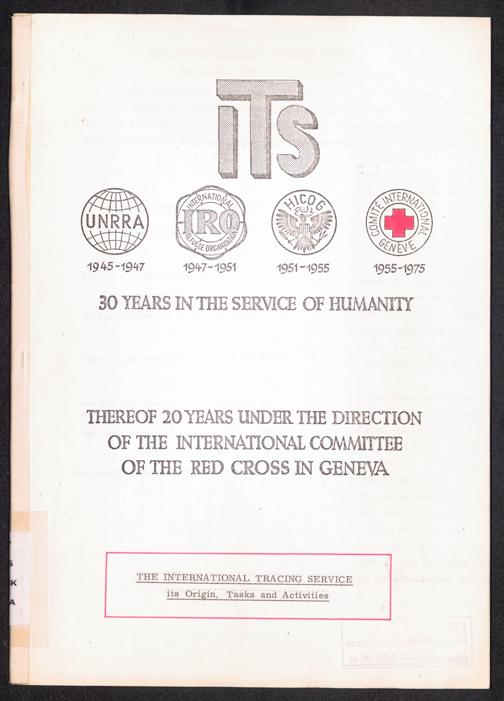 iTS
UNRRA
INTERNATIONAL
IRO
REFUGEE ORGANIZATION
HICOG
COMITÉ INTERNATIONAL
GENÈVE
1945-1947
1947-1951
1951-1955
1955-1975
30 YEARS IN THE SERVICE OF HUMANITY
THEREOF 20 YEARS UNDER THE DIRECTION
OF THE INTERNATIONAL COMMITTEE
OF THE RED CROSS IN GENEVA
THE INTERNATIONAL TRACING SERVICE
its Origin, Tasks and Activities
S
K
A